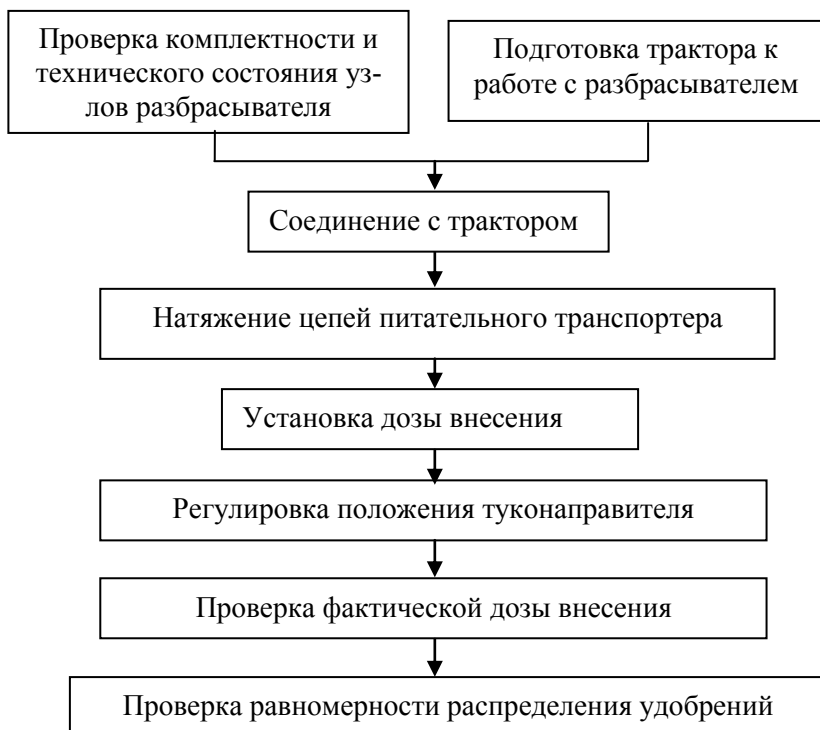 Проверка комплектности и
технического состояния уз-
лов разбрасывателя
Подготовка трактора к
работе с разбрасывателем
Соединение с трактором
Натяжение цепей питательного транспортера
Установка дозы внесения
Регулировка положения туконаправителя
Проверка фактической дозы внесения
Проверка равномерности распределения удобрений